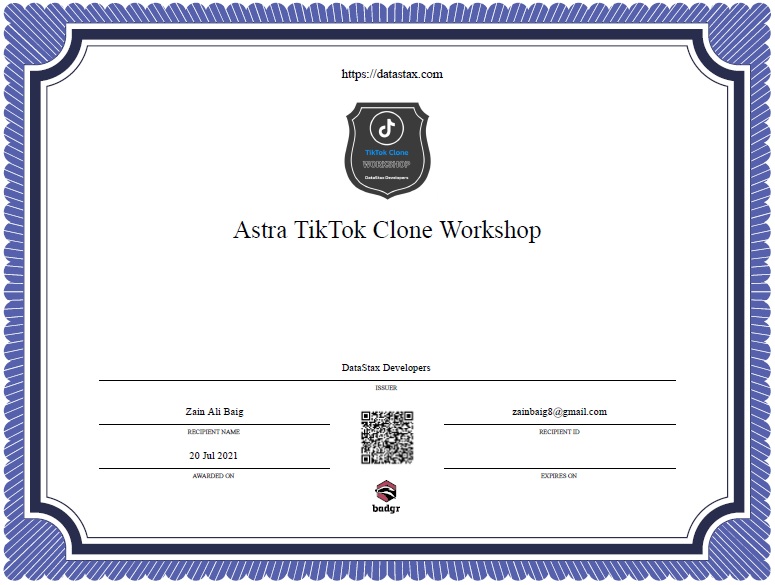 https://datastax.com
TikTok Clone
WORKSHOP
DataStax Developers
Astra TikTok Clone Workshop
DataStax Developers
ISSUER
Zain Ali Baig
zainbaig8@gmail.com
RECIPIENT NAME
RECIPIENT ID
20 Jul 2021
AWARDED ON
EXPIRES ON
badgr